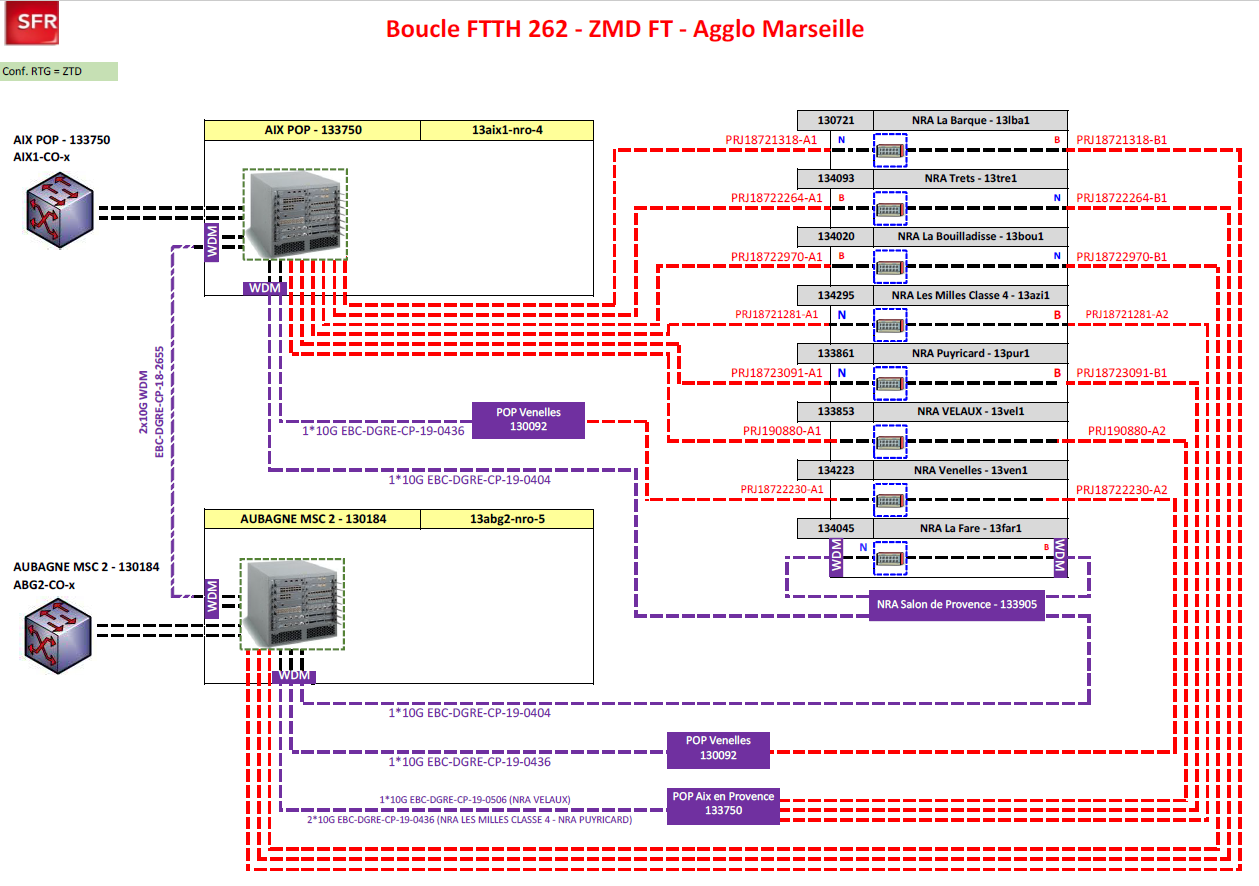 SFR
Boucle FTTH 262 - ZMD FT - Agglo Marseille
Conf. RTG = ZTD
AIX POP - 133750
AIX1-CO-x
AIX POP - 133750
13aix1-nro-4
WDM
WDM
2x10G WDM
EBC-DGRE-CP-18-2655
130721
NRA La Barque - 13lba1
PRJ18721318-A1
N
B
PRJ18721318-B1
134093
NRA Trets - 13tre1
PRJ18722264-A1
B
N
PRJ18722264-B1
134020
NRA La Bouilladisse - 13bou1
PRJ18722970-A1
B
N
PRJ18722970-B1
134295
NRA Les Milles Classe 4 - 13azi1
PRJ18721281-A1
N
B
PRJ18721281-A2
133861
NRA Puyricard - 13pur1
PRJ18723091-A1
N
B
PRJ18723091-B1
133853
NRA VELAUX - 13vel1
PRJ190880-A1
PRJ190880-A2
134223
NRA Venelles - 13ven1
PRJ18722230-A1
PRJ18722230-A2
134045
NRA La Fare - 13far1
WDM
N
B
WDM
NRA Salon de Provence - 133905
POP Venelles
130092
1*10G EBC-DGRE-CP-19-0436
1*10G EBC-DGRE-CP-19-0404
AUBAGNE MSC 2 - 130184
ABG2-CO-x
AUBAGNE MSC 2 - 130184
13abg2-nro-5
WDM
WDM
1*10G EBC-DGRE-CP-19-0404
POP Venelles
130092
1*10G EBC-DGRE-CP-19-0436
1*10G EBC-DGRE-CP-19-0506 (NRA VELAUX)
POP Aix en Provence
133750
2*10G EBC-DGRE-CP-19-0436 (NRA LES MILLES CLASSE 4 - NRA PUYRICARD)